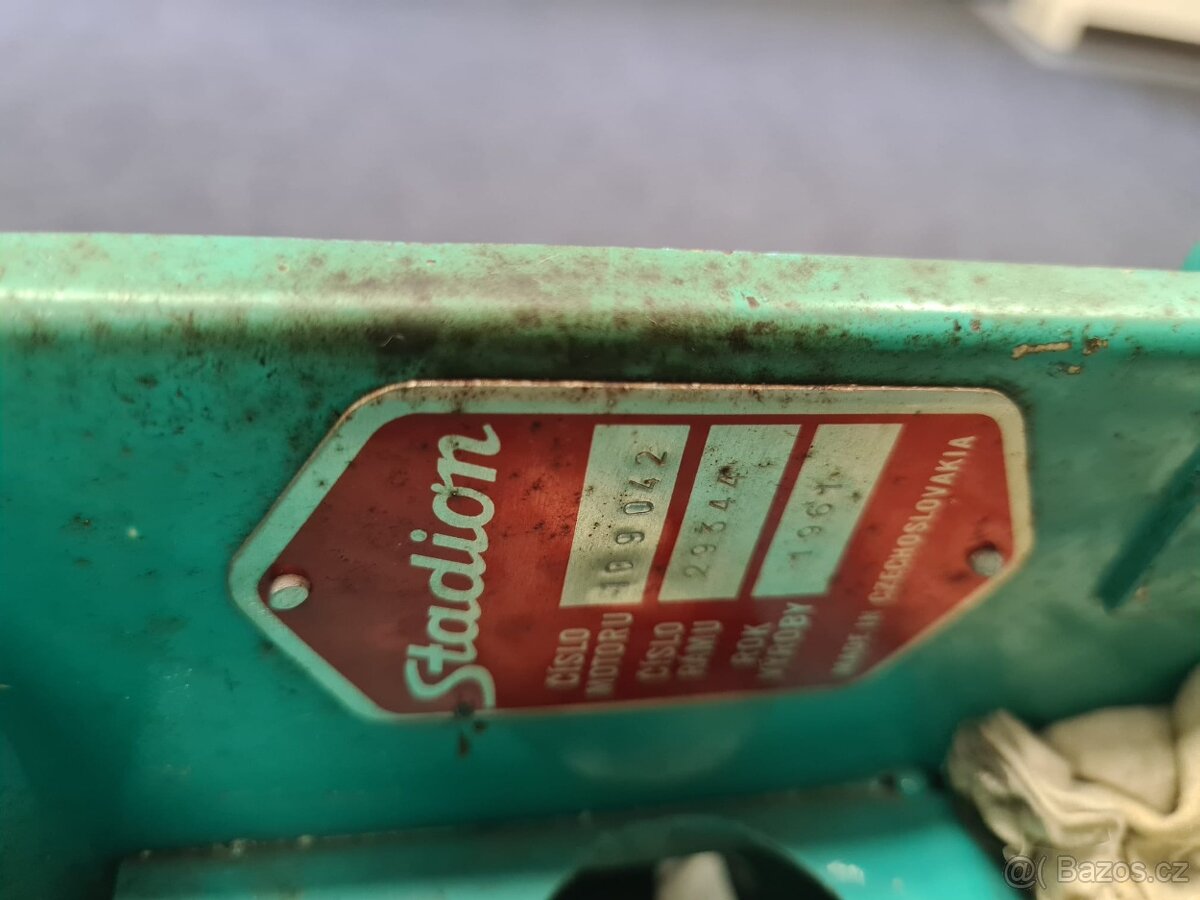 Stadion
ČÍSLO
MOTORU 109042
ČÍSLO
RÁMU 29344
ROK
VÝROBY 1961
MADE IN CZECHOSLOVAKIA
@( Bazos.cz